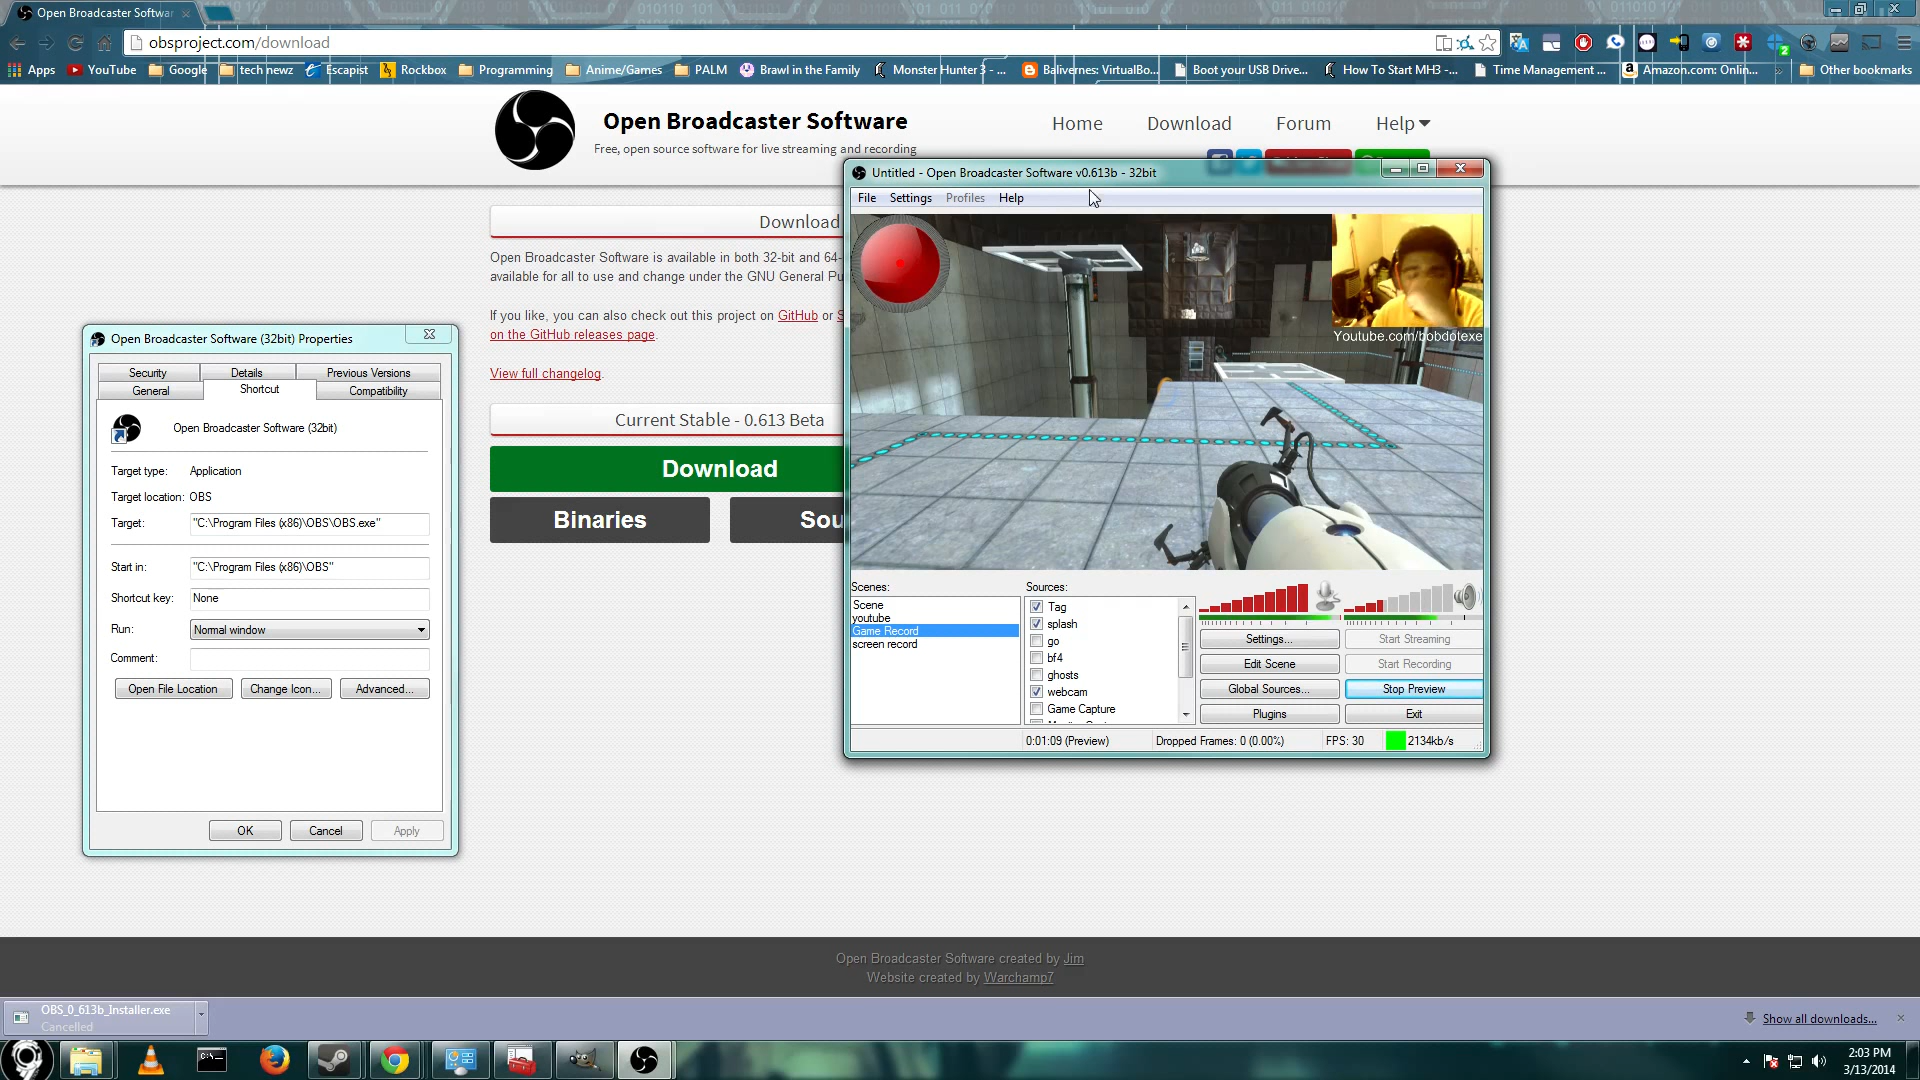 Open Broadcaster Softwar
obsproject.com/download
Apps YouTube Google tech newz Escapist Rockbox Programming Anime/Games PALM Brawl in the Family Monster Hunter 3 - ... Balivernes: VirtualBo... Boot your USB Drive... How To Start MH3 -... Time Management ... Amazon.com: Onlin... » Other bookmarks
Open Broadcaster Software
Free, open source software for live streaming and recording
Home Download Forum Help
Download
Open Broadcaster Software is available in both 32-bit and 64-
available for all to use and change under the GNU General Pu
If you like, you can also check out this project on GitHub or S
on the GitHub releases page.
View full changelog.
Current Stable - 0.613 Beta
Download
Binaries
Sou
Open Broadcaster Software (32bit) Properties
Security Details Previous Versions
General Shortcut Compatibility
Open Broadcaster Software (32bit)
Target type: Application
Target location: OBS
Target: "C:\Program Files (x86)\OBS\OBS.exe"
Start in: "C:\Program Files (x86)\OBS"
Shortcut key: None
Run: Normal window
Comment:
Open File Location Change Icon... Advanced...
OK Cancel Apply
Untitled - Open Broadcaster Software v0.613b - 32bit
File Settings Profiles Help
Youtube.com/bobdotexe
Scenes:
Scene
youtube
Game Record
screen record
Sources:
Tag
splash
go
bf4
ghosts
webcam
Game Capture
Settings... Start Streaming
Edit Scene Start Recording
Global Sources... Stop Preview
Plugins Exit
0:01:09 (Preview) Dropped Frames: 0 (0.00%) FPS: 30 2134kb/s
Open Broadcaster Software created by Jim
Website created by Warchamp7
OBS_0_613b_Installer.exe
Cancelled
Show all downloads...
C:\
2:03 PM
3/13/2014